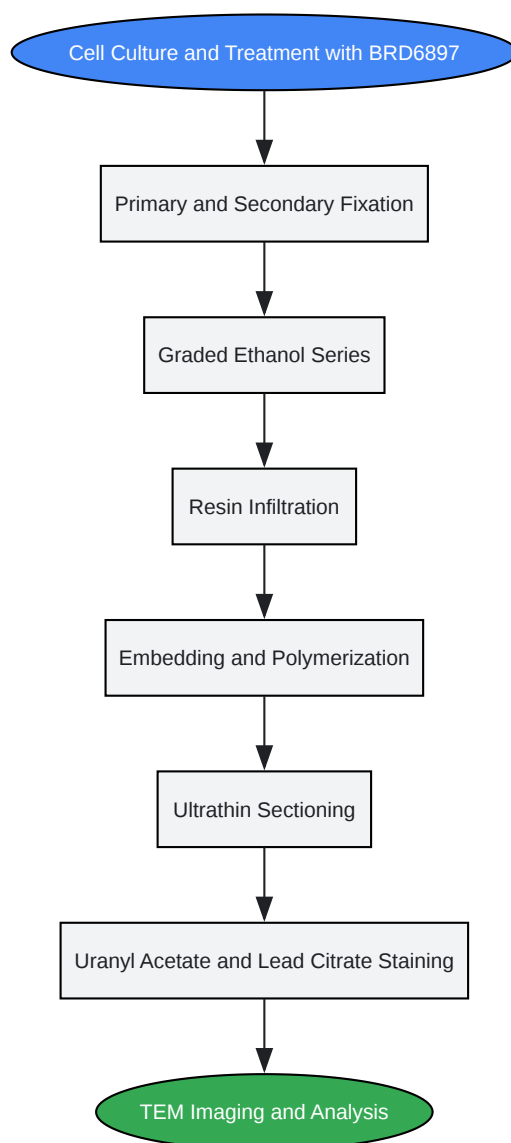 Cell Culture and Treatment with BRD6897
Primary and Secondary Fixation
Graded Ethanol Series
Resin Infiltration
Embedding and Polymerization
Ultrathin Sectioning
Uranyl Acetate and Lead Citrate Staining
TEM Imaging and Analysis